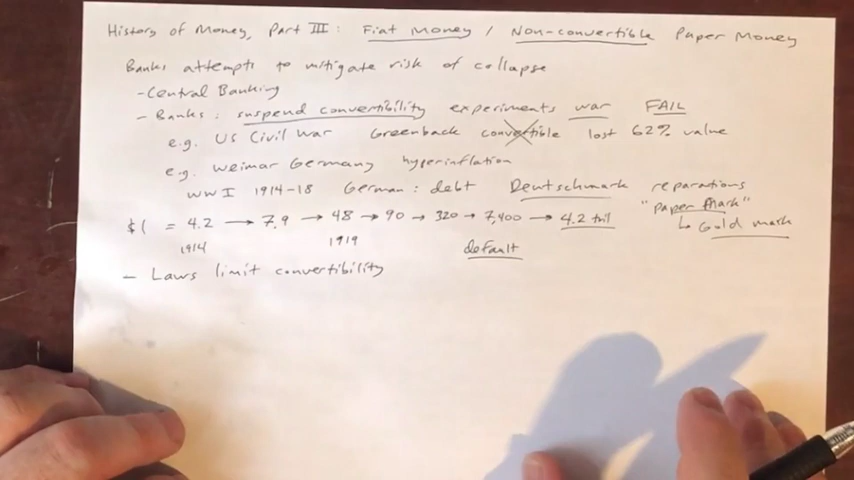 History of Money, Part III: Fiat Money / Non-convertible Paper Money
Banks attempts to mitigate risk of collapse
- Central Banking
- Banks: suspend convertibility experiments war FAIL
e.g. US Civil War Greenback convertible lost 62% value
e.g. Weimar Germany hyperinflation
WWI 1914-18 German: debt Deutschmark reparations
"Paper Mark"
$1 = 4.2 → 7.9 → 48 → 90 → 320 → 7,400 → 4.2 tril ↳ Gold mark
1914 1919 default
- Laws limit convertibility